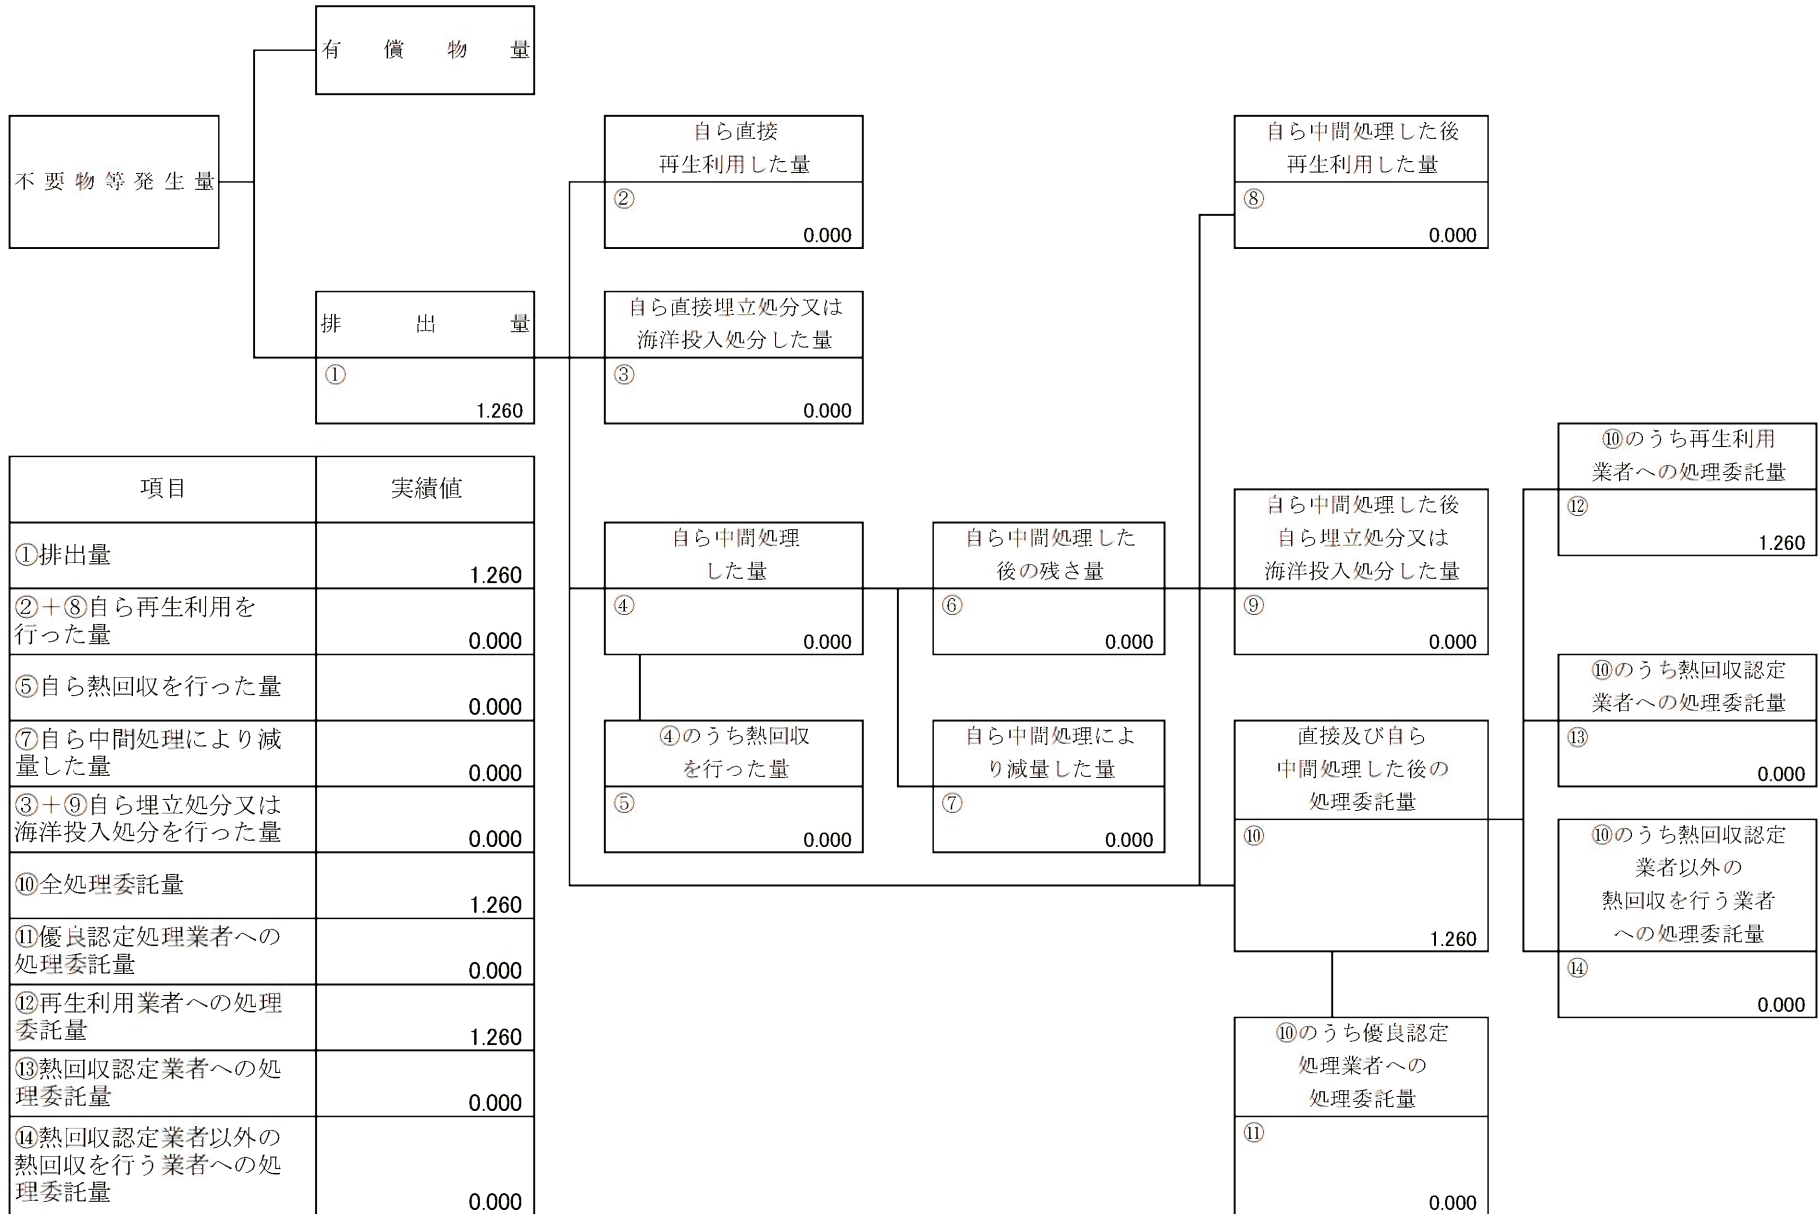 有償物量
不要物等発生量
排出量
①
1.260
自ら直接
再生利用した量
②
0.000
自ら直接埋立処分又は
海洋投入処分した量
③
0.000
自ら中間処理した後
再生利用した量
⑧
0.000
項目 実績値
①排出量
1.260
②+⑧自ら再生利用を
行った量
0.000
⑤自ら熱回収を行った量
0.000
⑦自ら中間処理により減
量した量
0.000
③+⑨自ら埋立処分又は
海洋投入処分を行った量
0.000
⑩全処理委託量
1.260
⑪優良認定処理業者への
処理委託量
0.000
⑫再生利用業者への処理
委託量
1.260
⑬熱回収認定業者への処
理委託量
0.000
⑭熱回収認定業者以外の
熱回収を行う業者への処
理委託量
0.000
自ら中間処理
した量
④
0.000
④のうち熱回収
を行った量
⑤
0.000
自ら中間処理した
後の残さ量
⑥
0.000
自ら中間処理によ
り減量した量
⑦
0.000
自ら中間処理した後
自ら埋立処分又は
海洋投入処分した量
⑨
0.000
直接及び自ら
中間処理した後の
処理委託量
⑩
1.260
⑩のうち優良認定
処理業者への
処理委託量
⑪
0.000
⑩のうち再生利用
業者への処理委託量
⑫
1.260
⑩のうち熱回収認定
業者への処理委託量
⑬
0.000
⑩のうち熱回収認定
業者以外の
熱回収を行う業者
への処理委託量
⑭
0.000